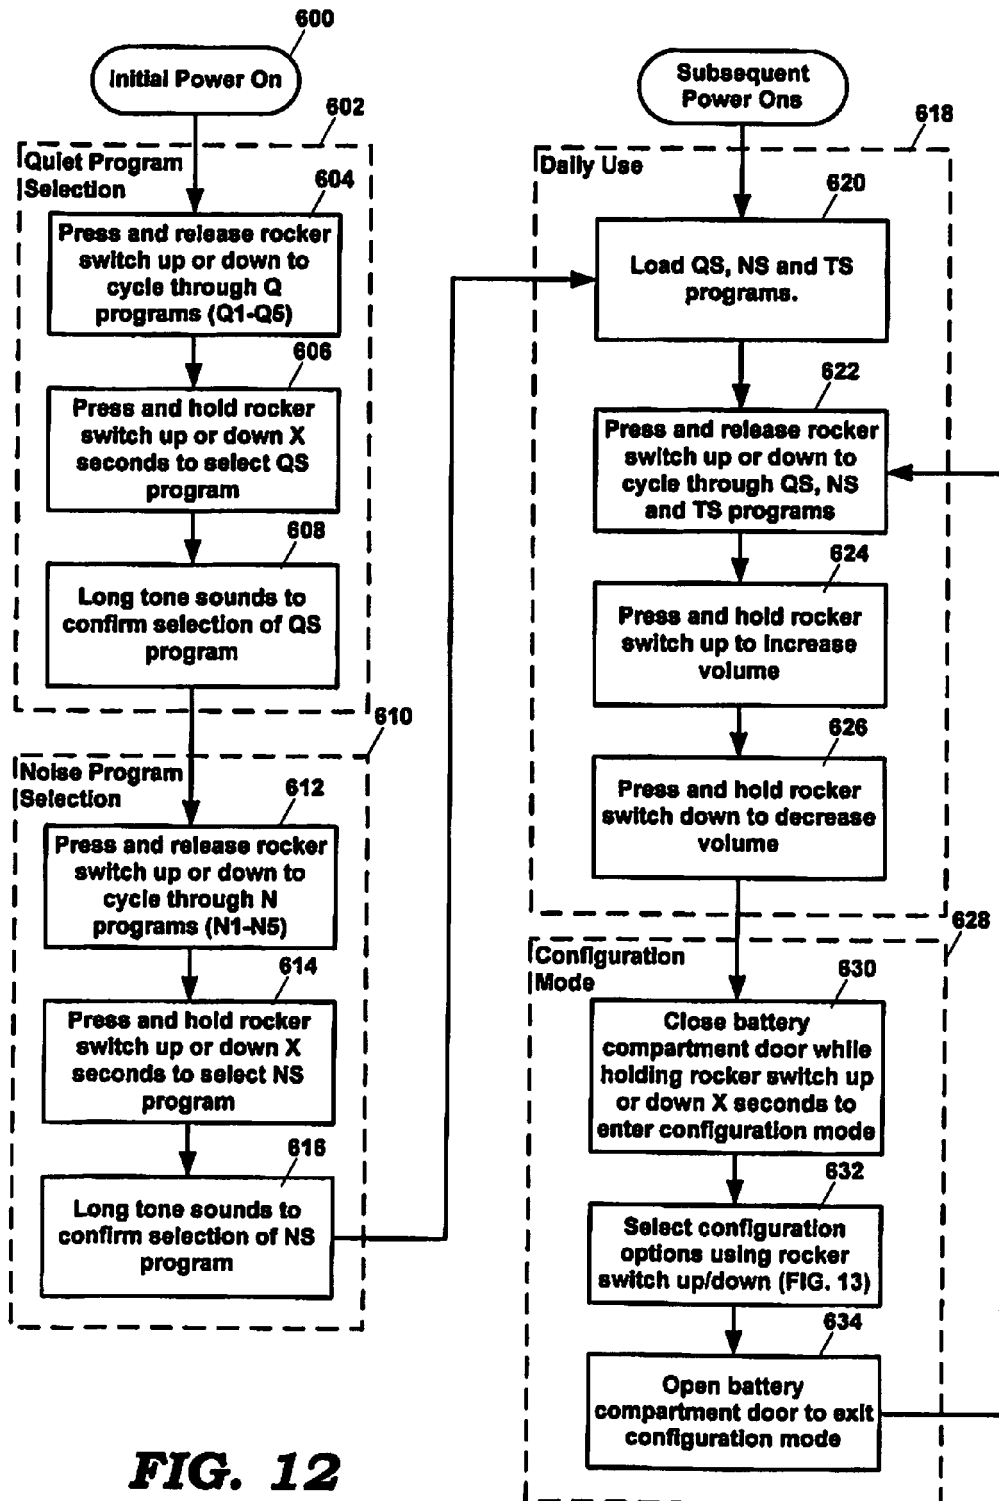 600
Initial Power On
602
Quiet Program
Selection
604
Press and release rocker
switch up or down to
cycle through Q
programs (Q1-Q5)
606
Press and hold rocker
switch up or down X
seconds to select QS
program
608
Long tone sounds to
confirm selection of QS
program
610
Noise Program
Selection
612
Press and release rocker
switch up or down to
cycle through N
programs (N1-N5)
614
Press and hold rocker
switch up or down X
seconds to select NS
program
616
Long tone sounds to
confirm selection of NS
program
Subsequent
Power Ons
618
Daily Use
620
Load QS, NS and TS
programs.
622
Press and release rocker
switch up or down to
cycle through QS, NS
and TS programs
624
Press and hold rocker
switch up to increase
volume
626
Press and hold rocker
switch down to decrease
volume
628
Configuration
Mode
630
Close battery
compartment door while
holding rocker switch up
or down X seconds to
enter configuration mode
632
Select configuration
options using rocker
switch up/down (FIG. 13)
634
Open battery
compartment door to exit
configuration mode
FIG. 12